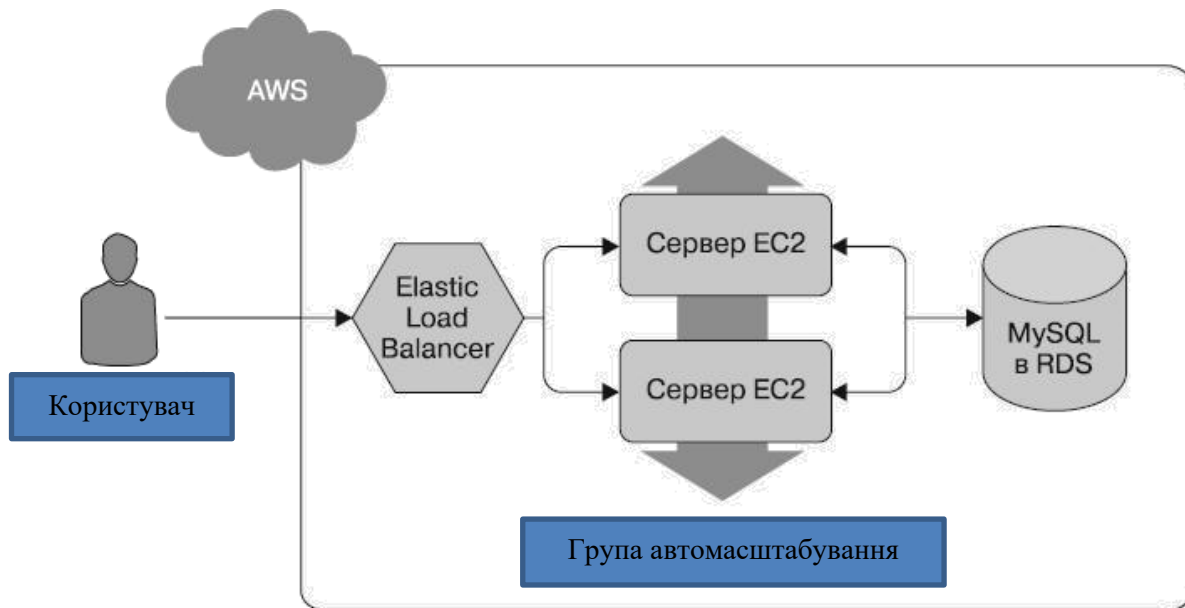 AWS
Elastic
Load
Balancer
Сервер EC2
Сервер EC2
MySQL
в RDS
Користувач
Група автомасштабування